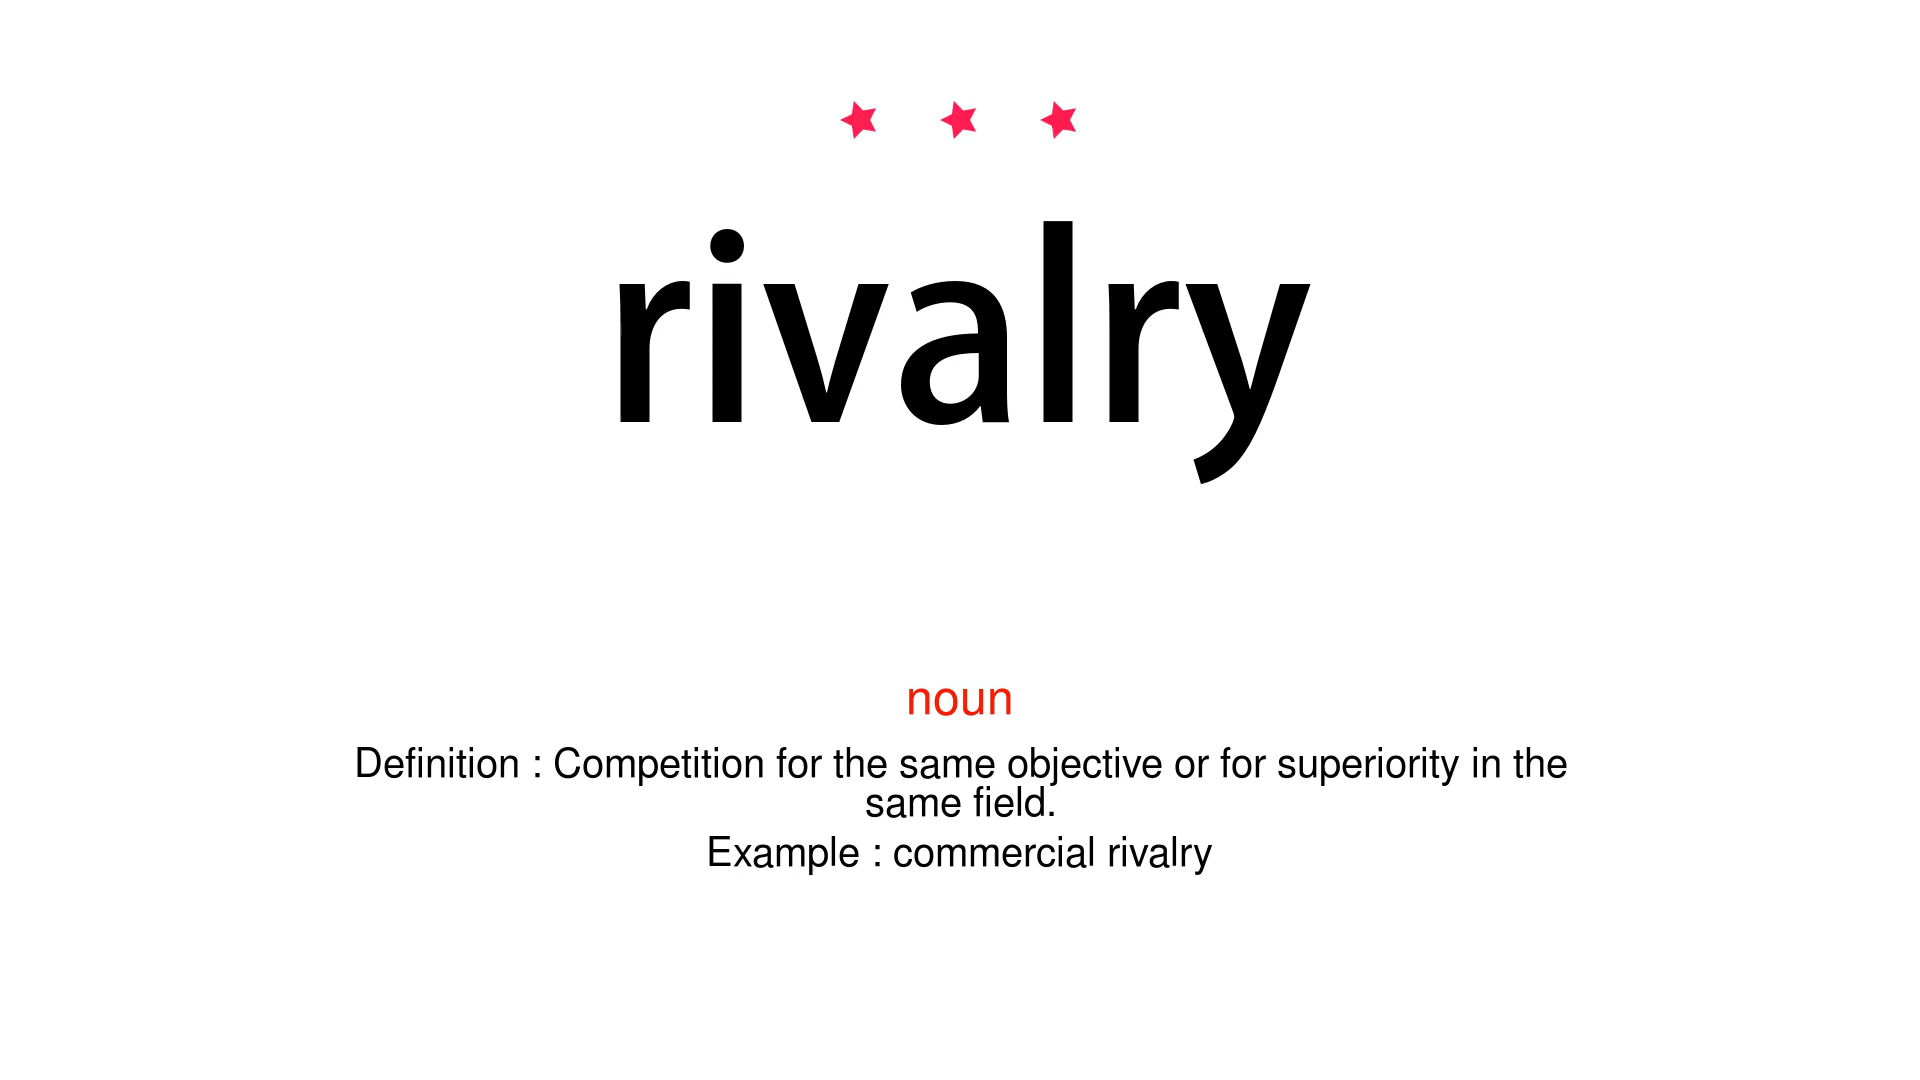 rivalry
noun
Definition : Competition for the same objective or for superiority in the
same field.
Example : commercial rivalry